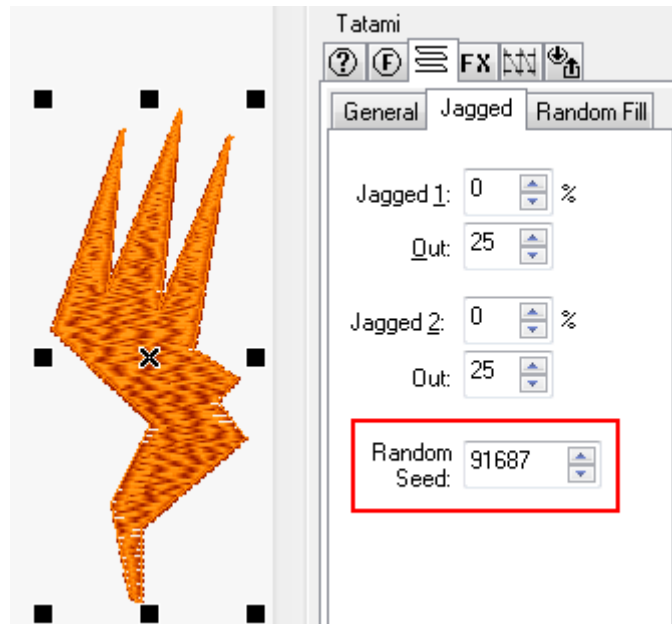 Tatami
? F FX
General Jagged Random Fill
Jagged 1: 0 %
Out: 25
Jagged 2: 0 %
Out: 25
Random
Seed: 91687